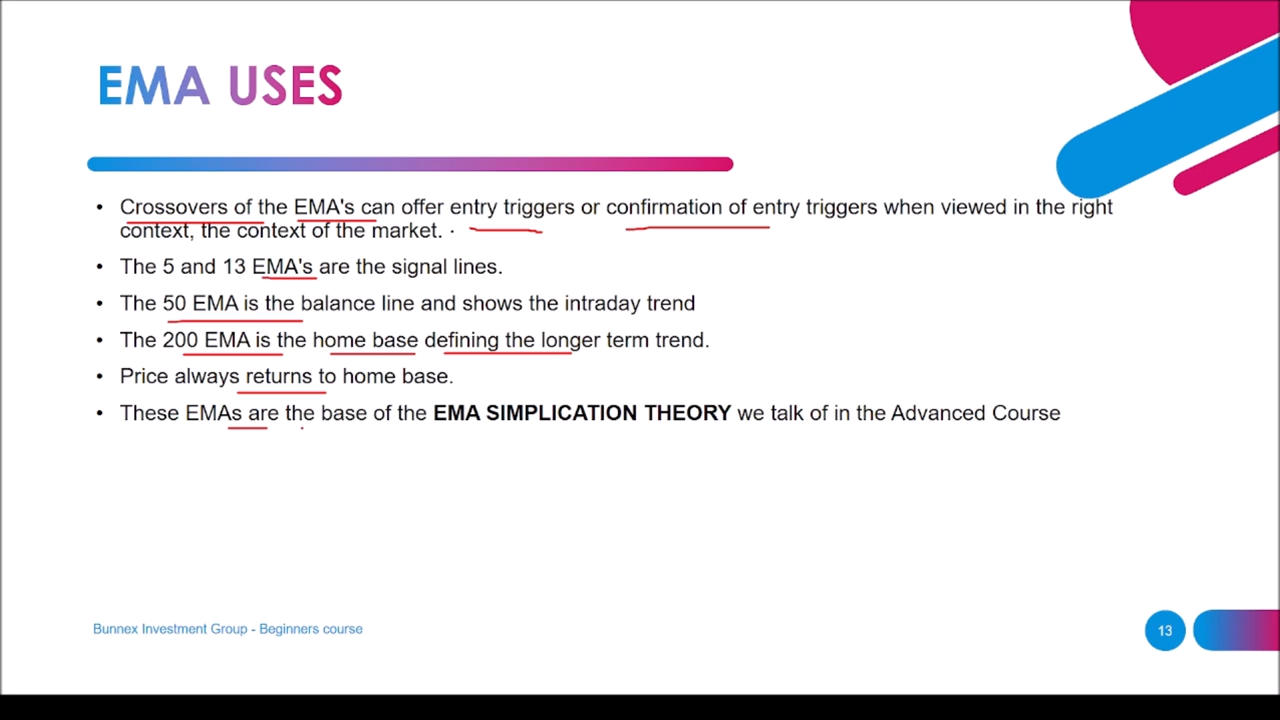 EMA USES
• Crossovers of the EMA's can offer entry triggers or confirmation of entry triggers when viewed in the right
context, the context of the market.
• The 5 and 13 EMA's are the signal lines.
• The 50 EMA is the balance line and shows the intraday trend
• The 200 EMA is the home base defining the longer term trend.
• Price always returns to home base.
• These EMAs are the base of the EMA SIMPLICATION THEORY we talk of in the Advanced Course
Bunnex Investment Group - Beginners course
13